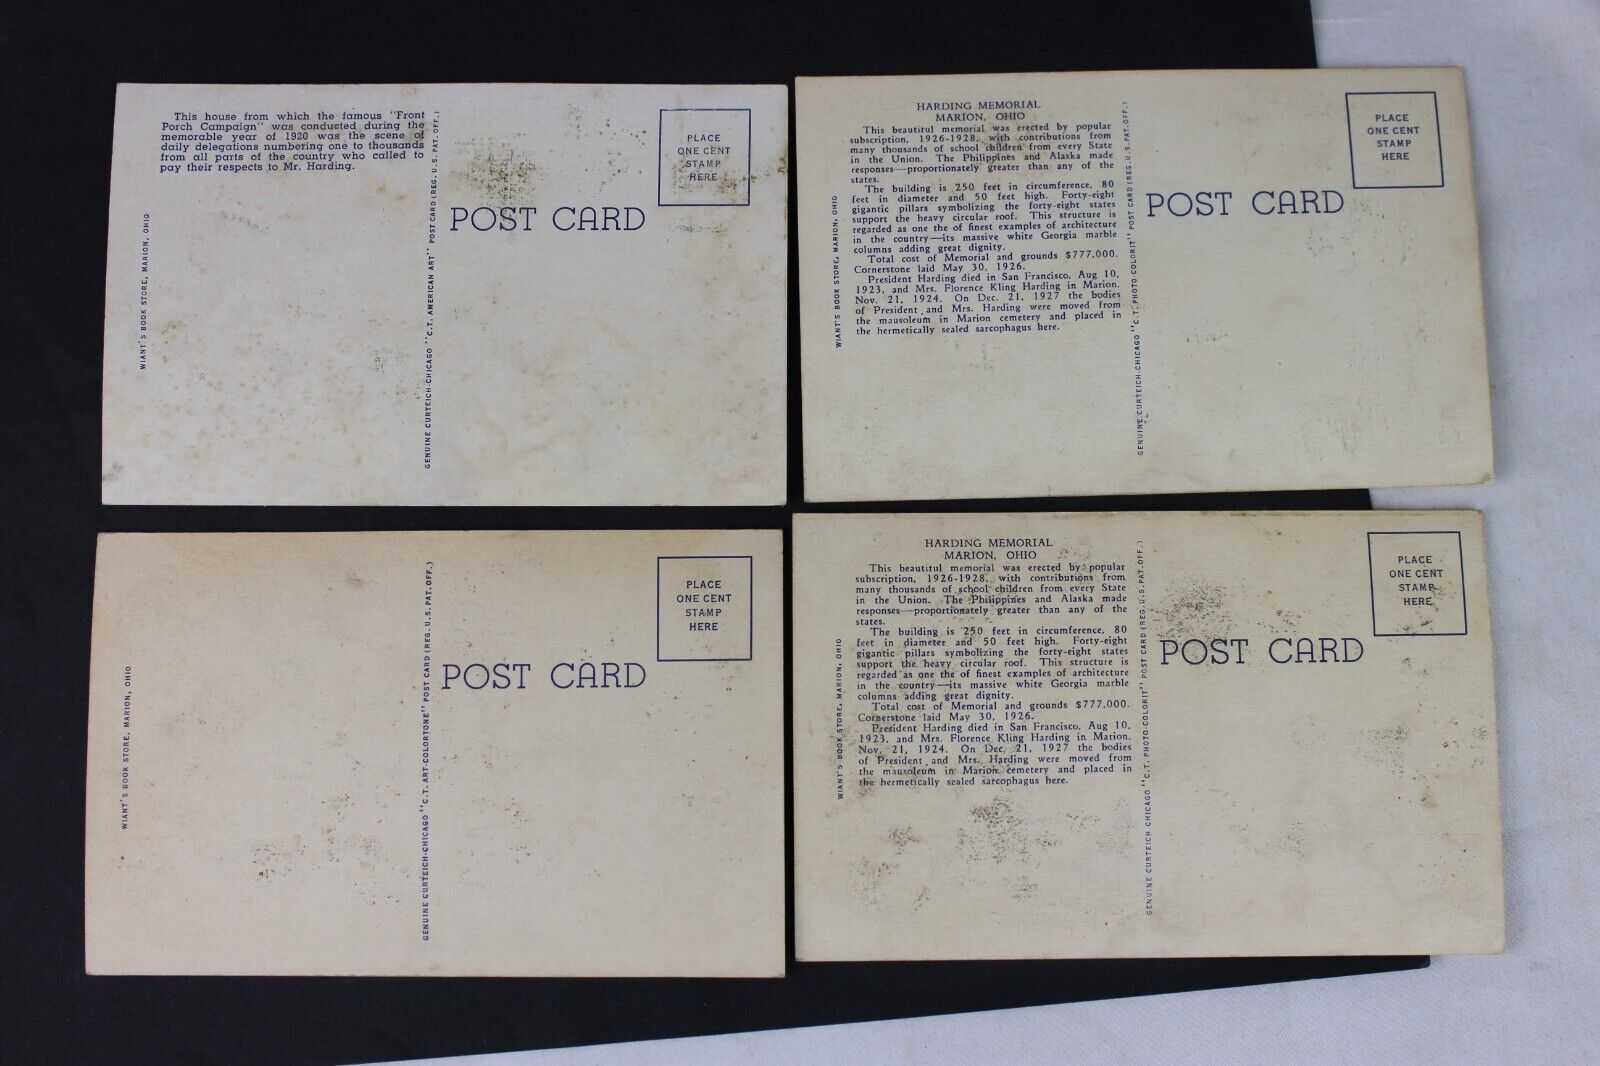 This house from which the famous "Front
Porch Campaign" was conducted during the
memorable year of 1920 was the scene of
daily delegations numbering one to thousands
from all parts of the country who called to
pay their respects to Mr. Harding.
WIANT'S BOOK STORE, MARION, OHIO
GENUINE CURTEICH-CHICAGO "C.T. AMERICAN ART" POST CARD (REG. U.S. PAT. OFF.)
POST CARD
PLACE
ONE CENT
STAMP
HERE
HARDING MEMORIAL
MARION, OHIO
This beautiful memorial was erected by popular
subscription, 1926-1928, with contributions from
many thousands of school children from every State
in the Union. The Philippines and Alaska made
responses—proportionately greater than any of the
states.
The building is 250 feet in circumference, 80
feet in diameter and 50 feet high. Forty-eight
gigantic pillars symbolizing the forty-eight states
support the heavy circular roof. This structure is
regarded as one the of finest examples of architecture
in the country—its massive white Georgia marble
columns adding great dignity.
Total cost of Memorial and grounds $777,000.
Cornerstone laid May 30, 1926.
President Harding died in San Francisco, Aug 10,
1923, and Mrs. Florence Kling Harding in Marion,
Nov. 21, 1924. On Dec. 21, 1927 the bodies
of President and Mrs. Harding were moved from
the mausoleum in Marion cemetery and placed in
the hermetically sealed sarcophagus here.
WIANT'S BOOK STORE, MARION, OHIO
GENUINE CURTEICH-CHICAGO "C.T. PHOTO-COLORIT" POST CARD (REG. U.S. PAT. OFF.)
POST CARD
PLACE
ONE CENT
STAMP
HERE
WIANT'S BOOK STORE, MARION, OHIO
GENUINE CURTEICH-CHICAGO "C.T. ART-COLORTONE" POST CARD (REG. U.S. PAT. OFF.)
POST CARD
PLACE
ONE CENT
STAMP
HERE
HARDING MEMORIAL
MARION, OHIO
This beautiful memorial was erected by popular
subscription, 1926-1928, with contributions from
many thousands of school children from every State
in the Union. The Philippines and Alaska made
responses—proportionately greater than any of the
states.
The building is 250 feet in circumference, 80
feet in diameter and 50 feet high. Forty-eight
gigantic pillars symbolizing the forty-eight states
support the heavy circular roof. This structure is
regarded as one the of finest examples of architecture
in the country—its massive white Georgia marble
columns adding great dignity.
Total cost of Memorial and grounds $777,000.
Cornerstone laid May 30, 1926.
President Harding died in San Francisco, Aug 10,
1923, and Mrs. Florence Kling Harding in Marion,
Nov. 21, 1924. On Dec. 21, 1927 the bodies
of President and Mrs. Harding were moved from
the mausoleum in Marion cemetery and placed in
the hermetically sealed sarcophagus here.
WIANT'S BOOK STORE, MARION, OHIO
GENUINE CURTEICH-CHICAGO "C.T. PHOTO-COLORIT" POST CARD (REG. U.S. PAT. OFF.)
POST CARD
PLACE
ONE CENT
STAMP
HERE